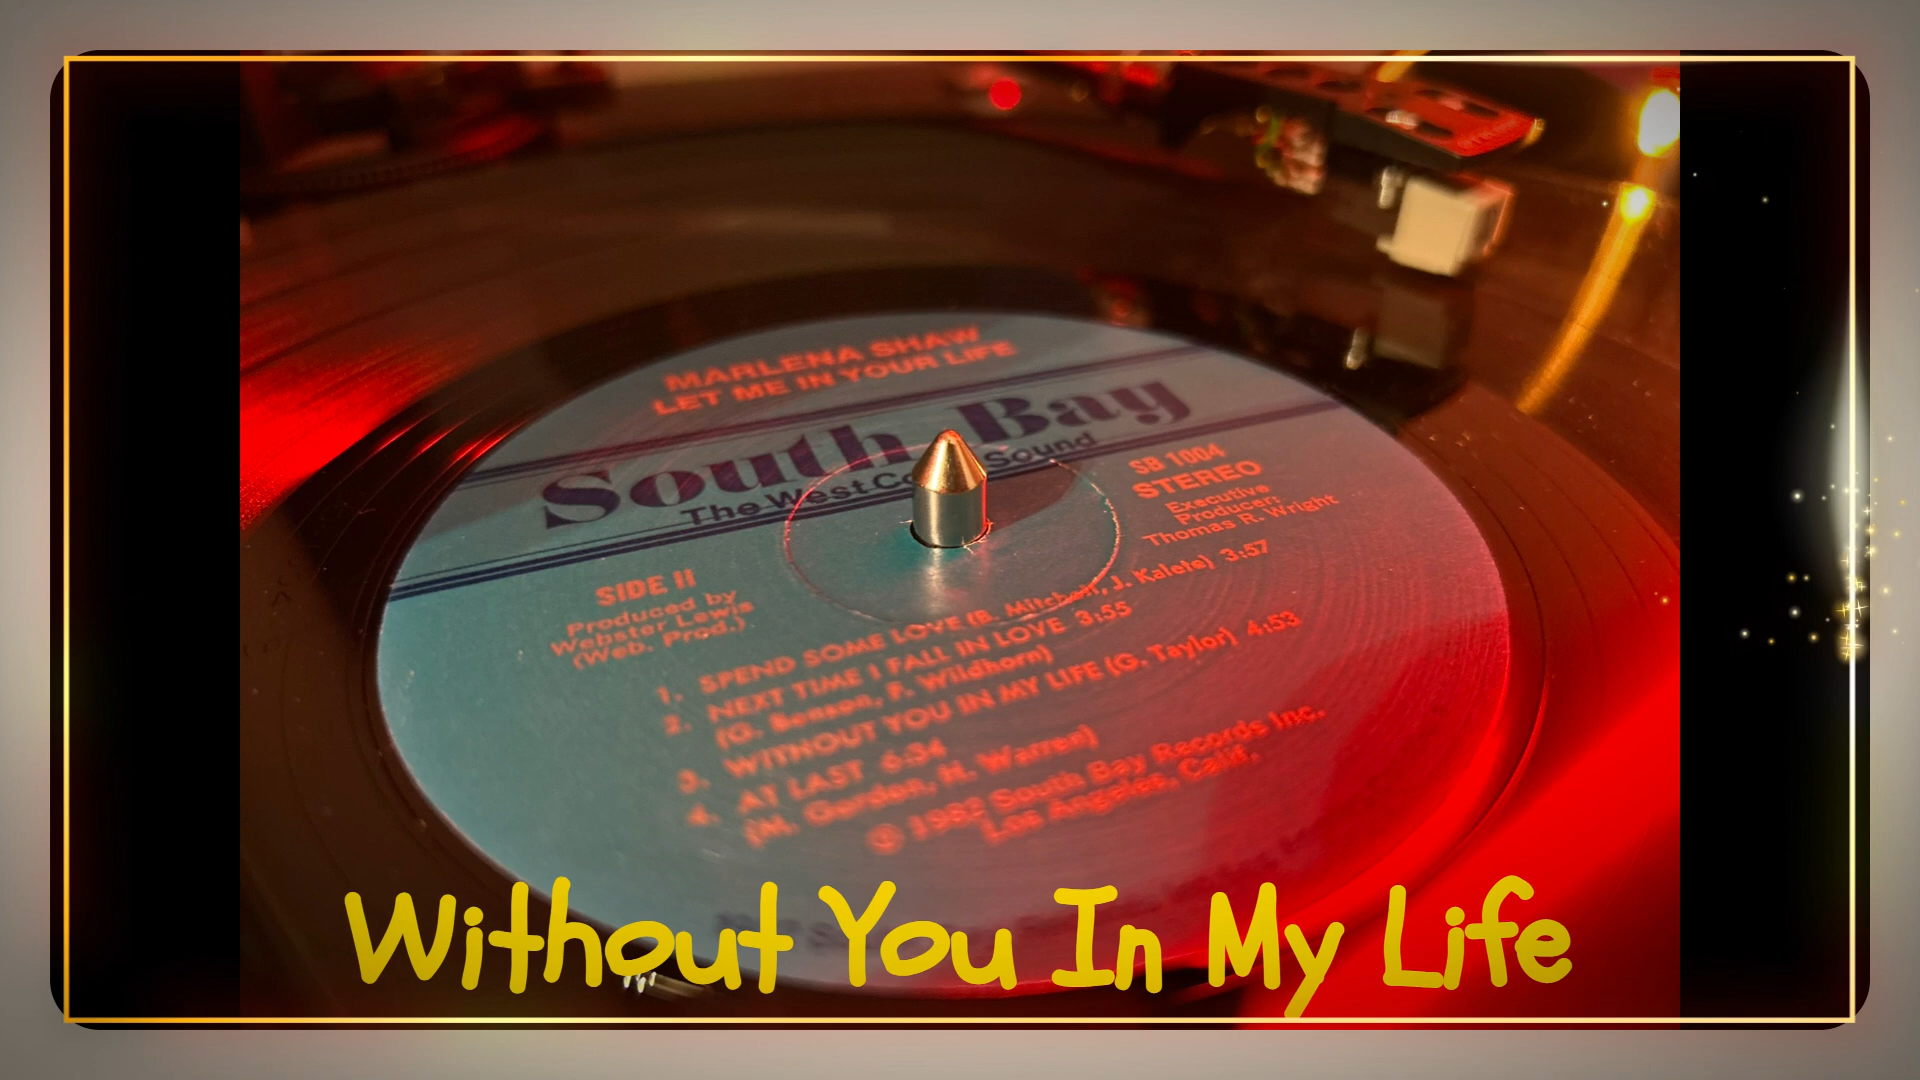 MARLENA SHAW
LET ME IN YOUR LIFE
South Bay
The West Sound
SB 1004
STEREO
Executive
Producer:
Thomas R. Wright
SIDE II
Produced by
Webster Lewis
(Web. Prod.)
1. SPEND SOME LOVE (B. Mitchell, J. Kalete) 3:57
2. NEXT TIME I FALL IN LOVE 3:55
(G. Benson, F. Wildhorn)
3. WITHOUT YOU IN MY LIFE (G. Taylor) 4:53
4. AT LAST 6:34
(M. Gordon, H. Warren)
© 1982 South Bay Records Inc.
Los Angeles, Calif.
Without You In My Life